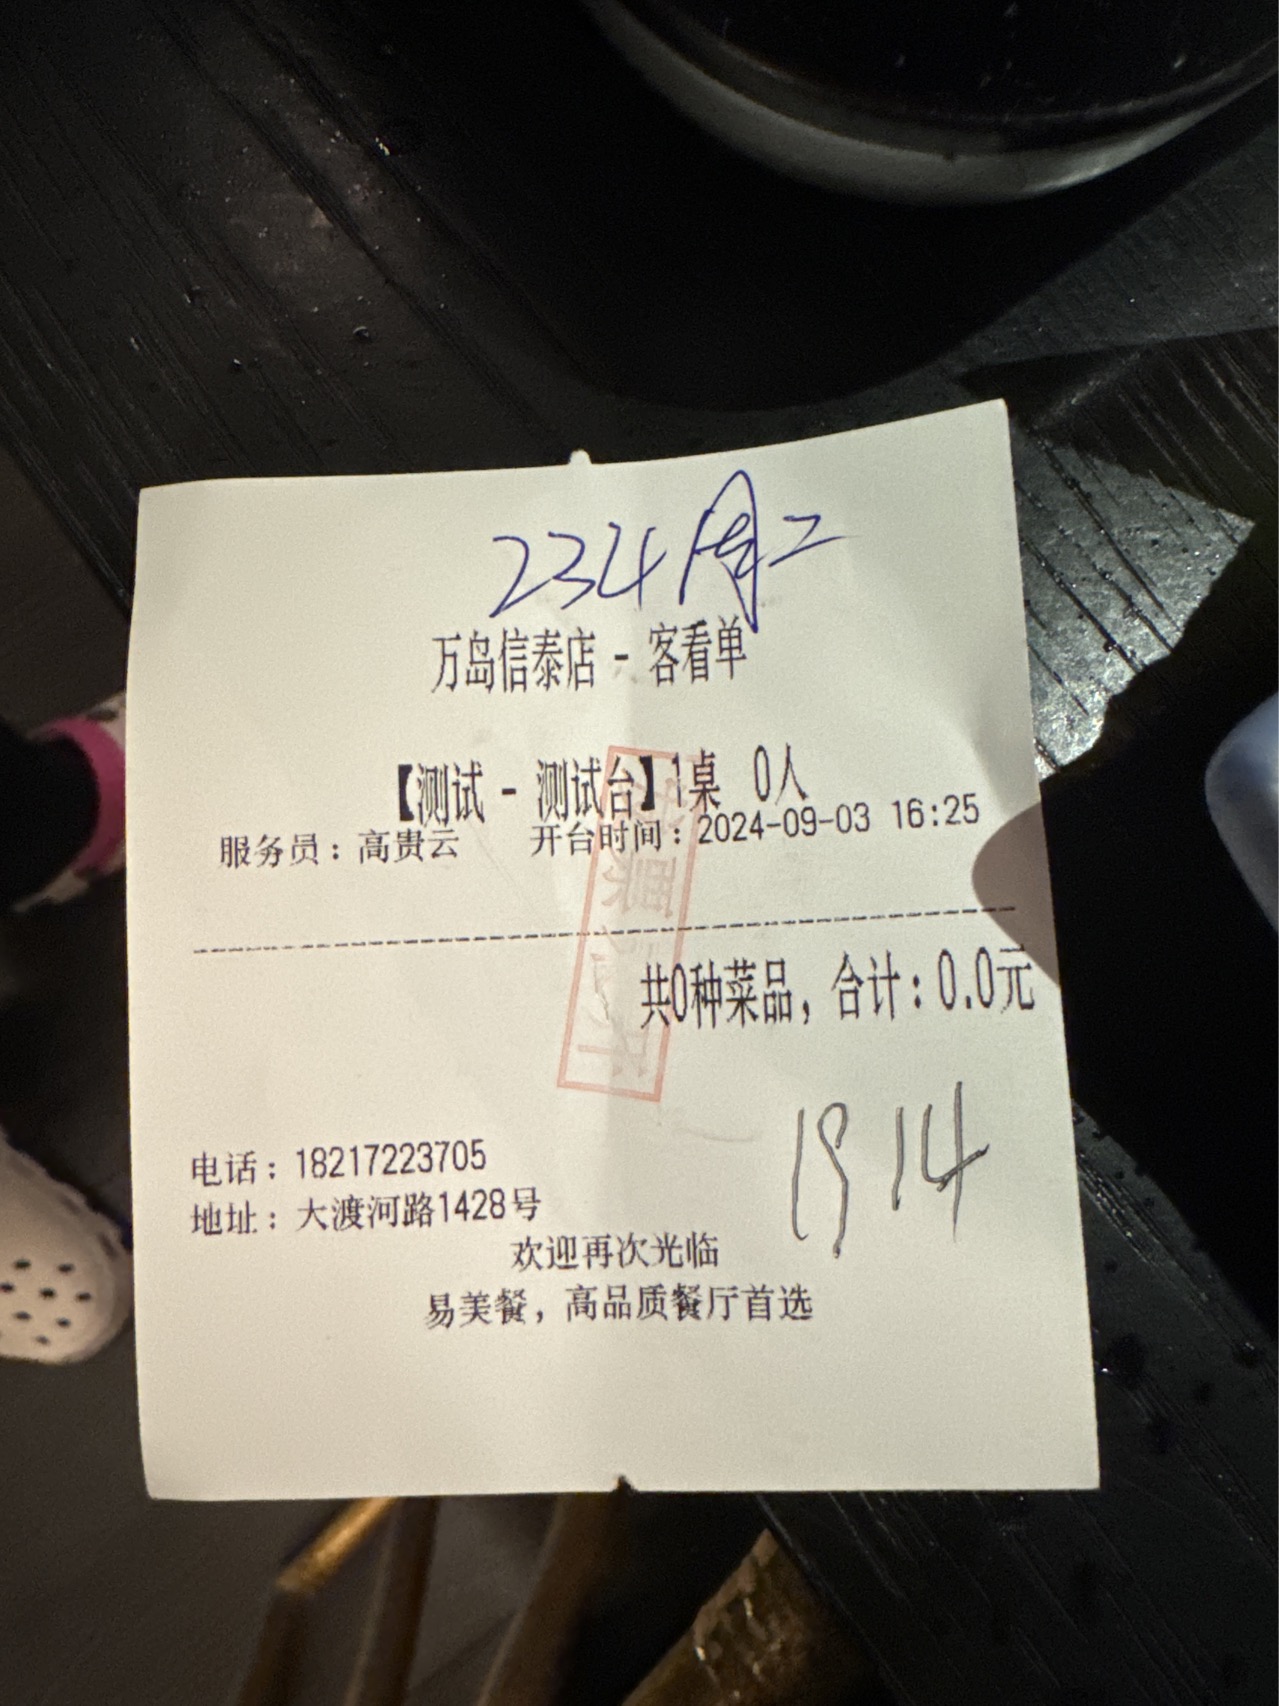 234周二
万岛信泰店 - 客看单
【测试 - 测试台】1桌 0人
服务员：高贵云 开台时间：2024-09-03 16:25
共0种菜品，合计：0.0元
1914
电话：18217223705
地址：大渡河路1428号
欢迎再次光临
易美餐，高品质餐厅首选